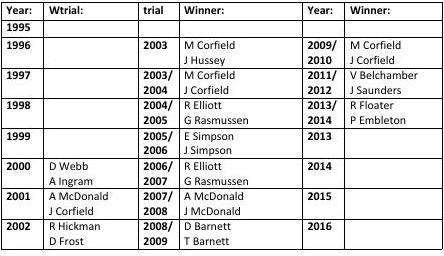 Year: Wtrial: trial Winner: Year: Winner:
1995
1996 2003 M Corfield 2009/ M Corfield
J Hussey 2010 J Corfield
1997 2003/ M Corfield 2011/ V Belchamber
2004 J Corfield 2012 J Saunders
1998 2004/ R Elliott 2013/ R Floater
2005 G Rasmussen 2014 P Embleton
1999 2005/ E Simpson 2013
2006 J Simpson
2000 D Webb 2006/ R Elliott 2014
A Ingram 2007 G Rasmussen
2001 A McDonald 2007/ A McDonald 2015
J Corfield 2008 J McDonald
2002 R Hickman 2008/ D Barnett 2016
D Frost 2009 T Barnett